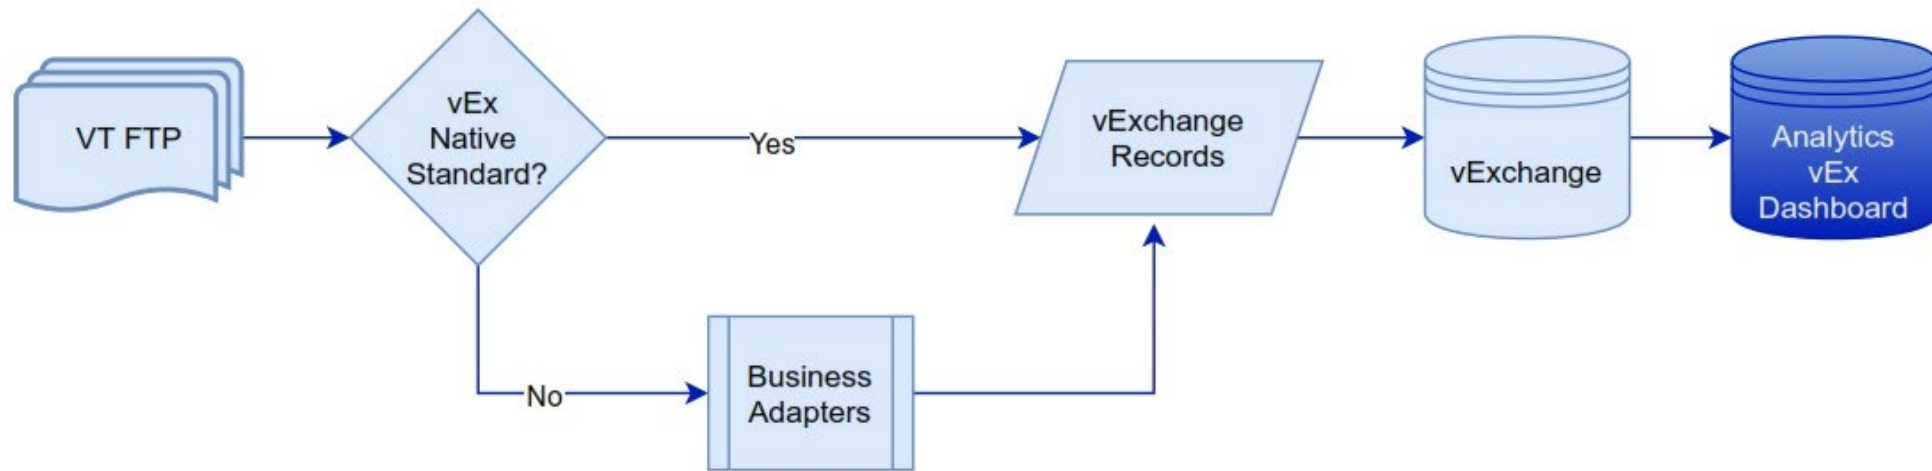 VT FTP
vEx
Native
Standard?
Yes
vExchange
Records
vExchange
Analytics
vEx
Dashboard
No
Business
Adapters